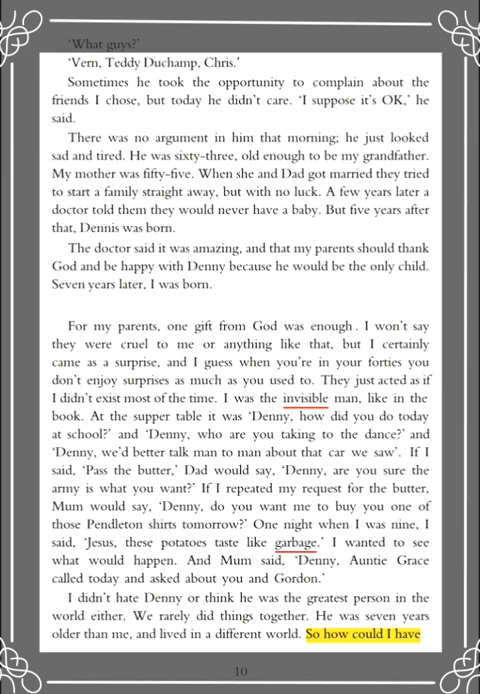 ‘What guys?’
‘Vern, Teddy Duchamp, Chris.’
Sometimes he took the opportunity to complain about the
friends I chose, but today he didn’t care. ‘I suppose it’s OK,’ he
said.
There was no argument in him that morning; he just looked
sad and tired. He was sixty-three, old enough to be my grandfather.
My mother was fifty-five. When she and Dad got married they tried
to start a family straight away, but with no luck. A few years later a
doctor told them they would never have a baby. But five years after
that, Dennis was born.
The doctor said it was amazing, and that my parents should thank
God and be happy with Denny because he would be the only child.
Seven years later, I was born.
For my parents, one gift from God was enough . I won’t say
they were cruel to me or anything like that, but I certainly
came as a surprise, and I guess when you’re in your forties you
don’t enjoy surprises as much as you used to. They just acted as if
I didn’t exist most of the time. I was the invisible man, like in the
book. At the supper table it was ‘Denny, how did you do today
at school?’ and ‘Denny, who are you taking to the dance?’ and
‘Denny, we’d better talk man to man about that car we saw’. If I
said, ‘Pass the butter,’ Dad would say, ‘Denny, are you sure the
army is what you want?’ If I repeated my request for the butter,
Mum would say, ‘Denny, do you want me to buy you one of
those Pendleton shirts tomorrow?’ One night when I was nine, I
said, ‘Jesus, these potatoes taste like garbage.’ I wanted to see
what would happen. And Mum said, ‘Denny, Auntie Grace
called today and asked about you and Gordon.’
I didn’t hate Denny or think he was the greatest person in the
world either. We rarely did things together. He was seven years
older than me, and lived in a different world. So how could I have
10